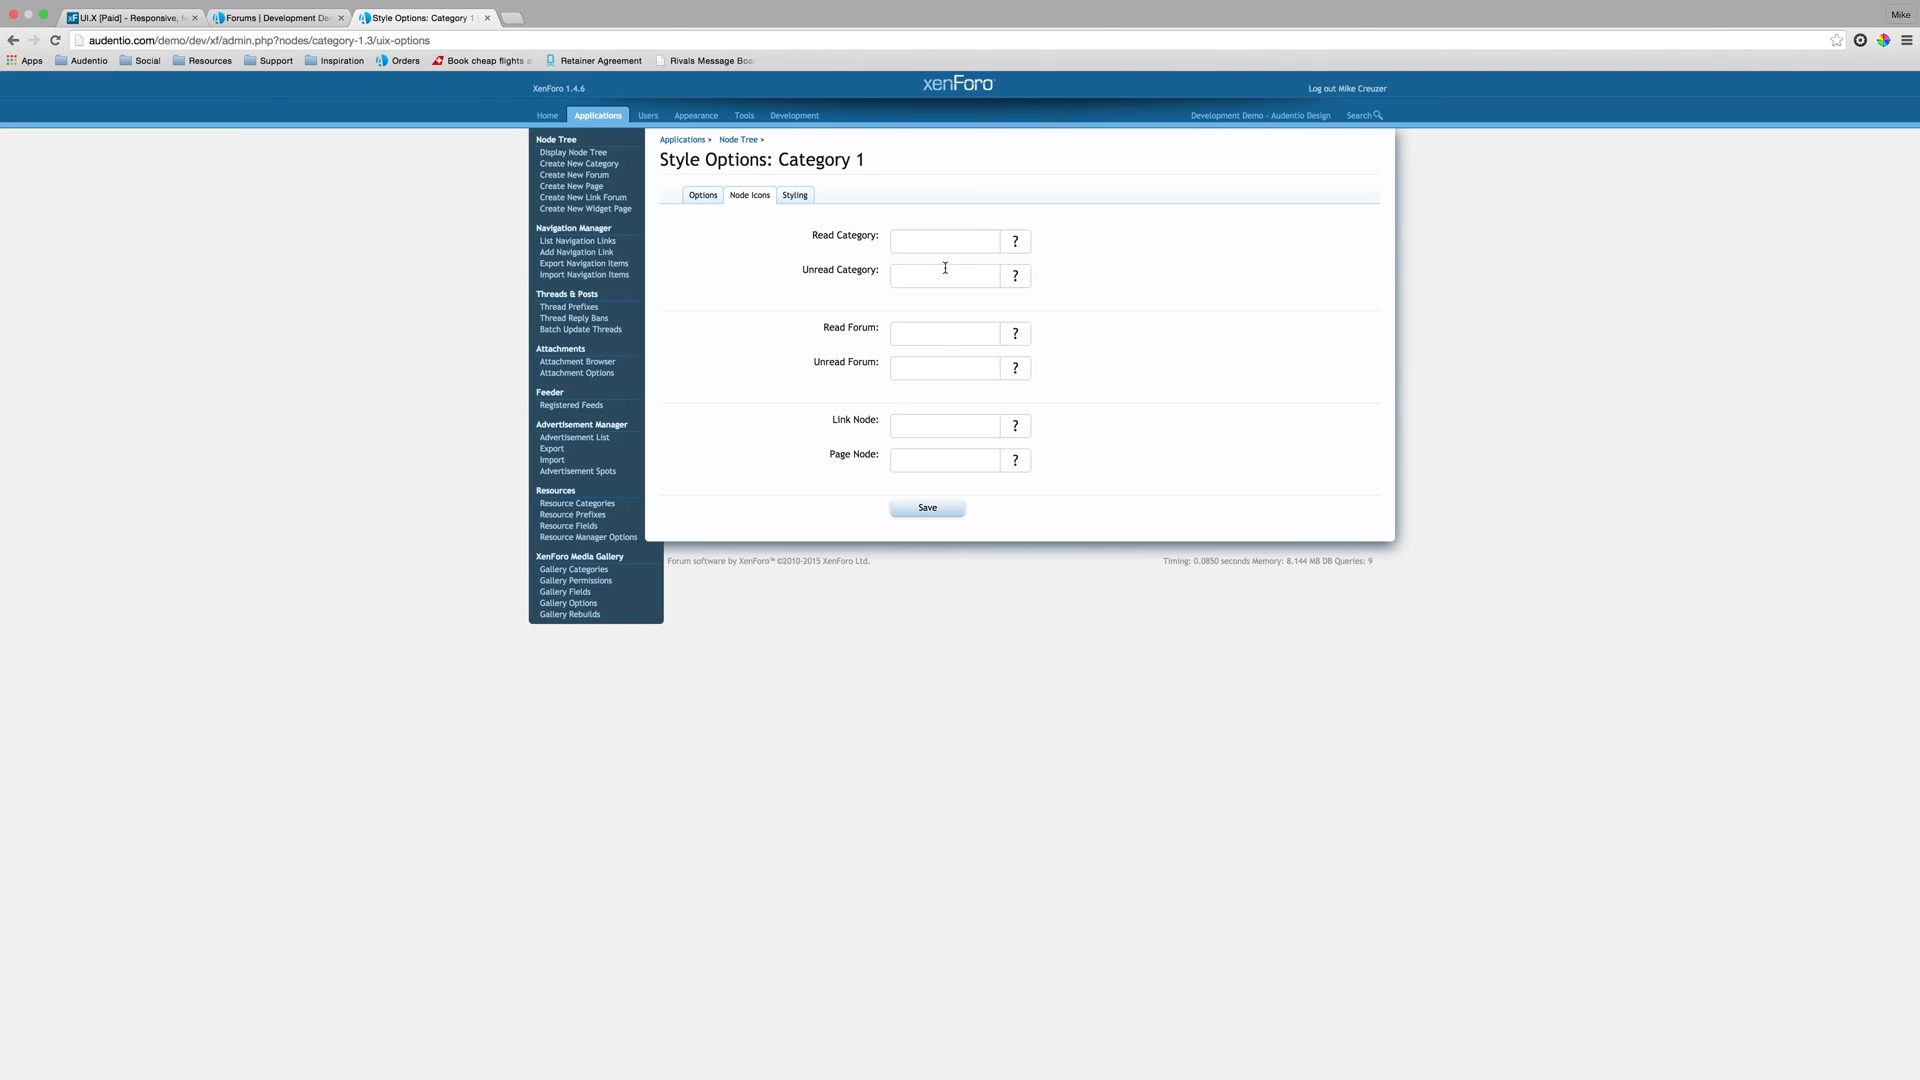 UI.X [Paid] - Responsive, f
Forums | Development De
Style Options: Category 1
Mike
audentio.com/demo/dev/xf/admin.php?nodes/category-1.3/uix-options
Apps
Audentio
Social
Resources
Support
Inspiration
Orders
Book cheap flights
Retainer Agreement
Rivals Message Boa
XenForo 1.4.6
xenForo
Log out Mike Creuzer
Home
Applications
Users
Appearance
Tools
Development
Development Demo - Audentio Design
Search
Node Tree
Display Node Tree
Create New Category
Create New Forum
Create New Page
Create New Link Forum
Create New Widget Page
Navigation Manager
List Navigation Links
Add Navigation Link
Export Navigation Items
Import Navigation Items
Threads & Posts
Thread Prefixes
Thread Reply Bans
Batch Update Threads
Attachments
Attachment Browser
Attachment Options
Feeder
Registered Feeds
Advertisement Manager
Advertisement List
Export
Import
Advertisement Spots
Resources
Resource Categories
Resource Prefixes
Resource Fields
Resource Manager Options
XenForo Media Gallery
Gallery Categories
Gallery Permissions
Gallery Fields
Gallery Options
Gallery Rebuilds
Applications > Node Tree >
Style Options: Category 1
Options
Node Icons
Styling
Read Category: ?
Unread Category: ?
Read Forum: ?
Unread Forum: ?
Link Node: ?
Page Node: ?
Save
Forum software by XenForo™ ©2010-2015 XenForo Ltd.
Timing: 0.0850 seconds Memory: 8.144 MB DB Queries: 9